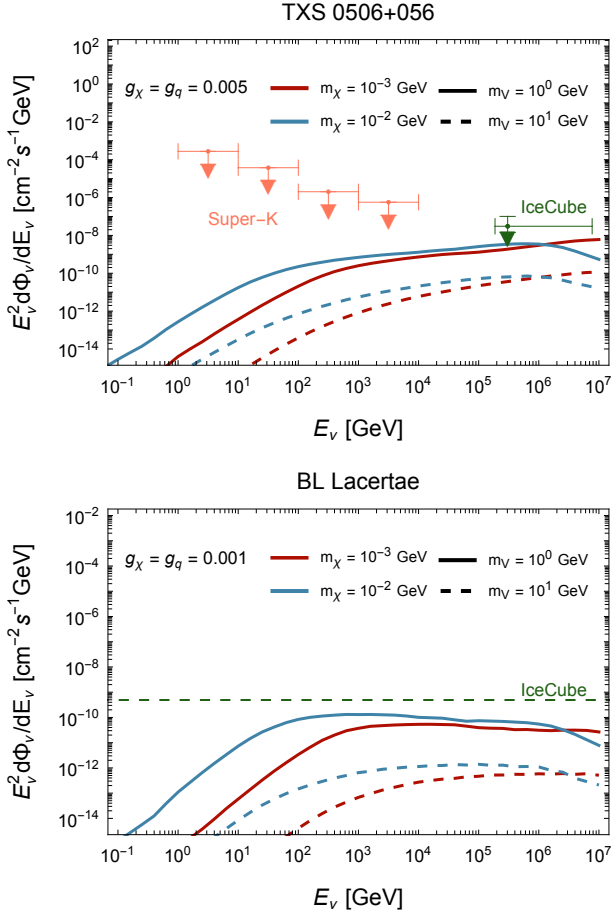 TXS 0506+056
E_ν^2 dΦ_ν/dE_ν [cm^−2 s^−1 GeV]
10^2
10^0
10^−2
10^−4
10^−6
10^−8
10^−10
10^−12
10^−14
g_χ = g_q = 0.005
m_χ = 10^−3 GeV
m_V = 10^0 GeV
m_χ = 10^−2 GeV
m_V = 10^1 GeV
Super-K
IceCube
10^−1 10^0 10^1 10^2 10^3 10^4 10^5 10^6 10^7
E_ν [GeV]
BL Lacertae
E_ν^2 dΦ_ν/dE_ν [cm^−2 s^−1 GeV]
10^−2
10^−4
10^−6
10^−8
10^−10
10^−12
10^−14
g_χ = g_q = 0.001
m_χ = 10^−3 GeV
m_V = 10^0 GeV
m_χ = 10^−2 GeV
m_V = 10^1 GeV
IceCube
10^−1 10^0 10^1 10^2 10^3 10^4 10^5 10^6 10^7
E_ν [GeV]